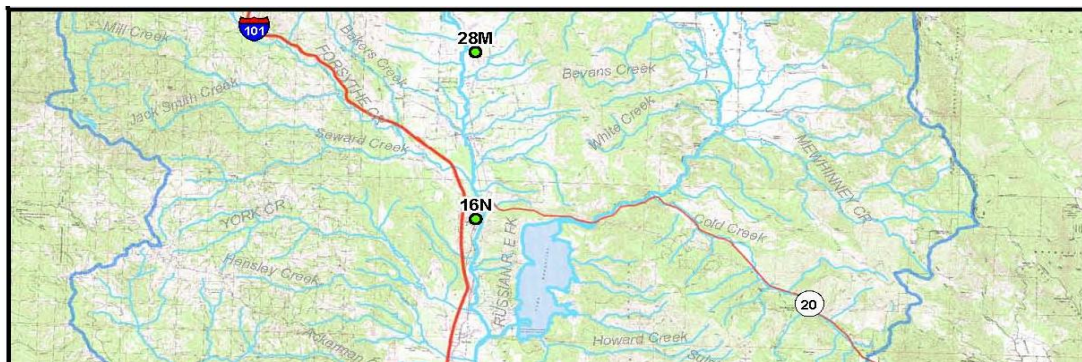 101
Mill Creek
Bakers Creek
28M
FORSYTHE CR
Bevans Creek
Jack Smith Creek
White Creek
Seward Creek
MEWHINNEY CR
16N
YORK CR
Cold Creek
RUSSIAN R E FK
Hensley Creek
20
Howard Creek
Ackerman